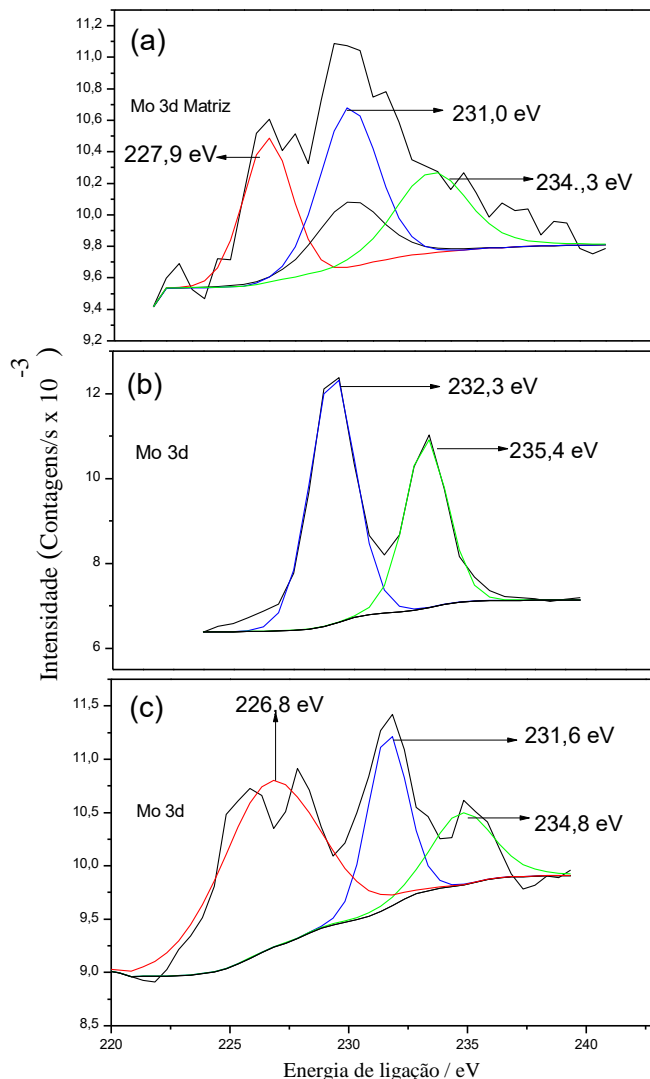 Intensidade (Contagens/s x 10⁻³
(a)
Mo 3d Matriz
227,9 eV
231,0 eV
234.,3 eV
11,2
11,0
10,8
10,6
10,4
10,2
10,0
9,8
9,6
9,4
9,2
(b)
Mo 3d
232,3 eV
235,4 eV
12
10
8
6
(c)
Mo 3d
226,8 eV
231,6 eV
234,8 eV
11,5
11,0
10,5
10,0
9,5
9,0
8,5
220 225 230 235 240
Energia de ligação / eV